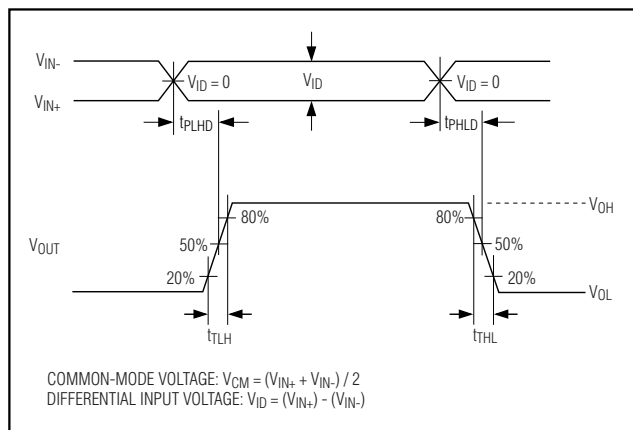 V_IN-
V_ID = 0 V_ID V_ID = 0
V_IN+
t_PLHD t_PHLD
V_OH
80% 80%
V_OUT 50% 50%
20% 20%
V_OL
t_TLH t_THL
COMMON-MODE VOLTAGE: V_CM = (V_IN+ + V_IN-) / 2
DIFFERENTIAL INPUT VOLTAGE: V_ID = (V_IN+) - (V_IN-)